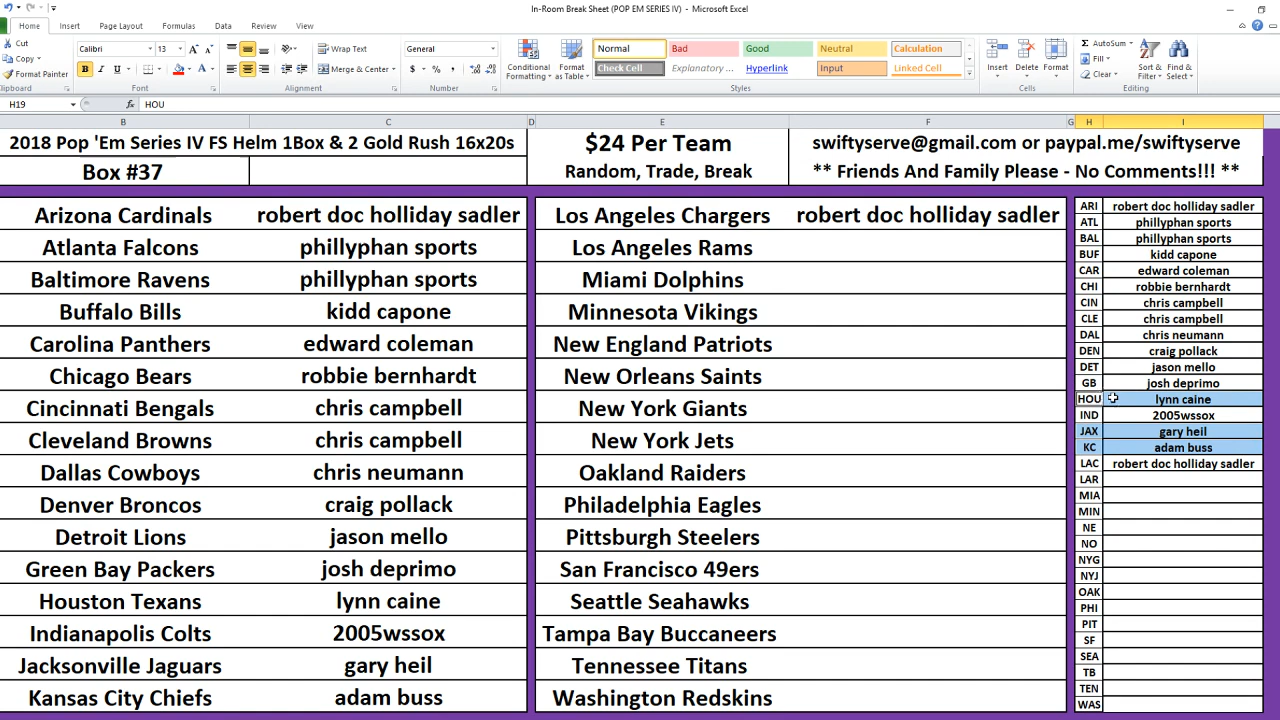 In-Room Break Sheet (POP EM SERIES IV) - Microsoft Excel
Home Insert Page Layout Formulas Data Review View
Cut
Copy
Format Painter
Clipboard
Calibri 13
B I U
Font
Wrap Text
Merge & Center
Alignment
General
$ % ,
Number
Conditional Formatting
Format as Table
Normal Bad Good Neutral Calculation
Check Cell Explanatory ... Hyperlink Input Linked Cell
Styles
Insert Delete Format
Cells
AutoSum
Fill
Clear
Sort & Filter
Find & Select
Editing
H19 fx HOU
B C D E F G H I
2018 Pop 'Em Series IV FS Helm 1Box & 2 Gold Rush 16x20s
Box #37
$24 Per Team
Random, Trade, Break
swiftyserve@gmail.com or paypal.me/swiftyserve
** Friends And Family Please - No Comments!!! **
Arizona Cardinals robert doc holliday sadler
Atlanta Falcons phillyphan sports
Baltimore Ravens phillyphan sports
Buffalo Bills kidd capone
Carolina Panthers edward coleman
Chicago Bears robbie bernhardt
Cincinnati Bengals chris campbell
Cleveland Browns chris campbell
Dallas Cowboys chris neumann
Denver Broncos craig pollack
Detroit Lions jason mello
Green Bay Packers josh deprimo
Houston Texans lynn caine
Indianapolis Colts 2005wssox
Jacksonville Jaguars gary heil
Kansas City Chiefs adam buss
Los Angeles Chargers robert doc holliday sadler
Los Angeles Rams
Miami Dolphins
Minnesota Vikings
New England Patriots
New Orleans Saints
New York Giants
New York Jets
Oakland Raiders
Philadelphia Eagles
Pittsburgh Steelers
San Francisco 49ers
Seattle Seahawks
Tampa Bay Buccaneers
Tennessee Titans
Washington Redskins
ARI robert doc holliday sadler
ATL phillyphan sports
BAL phillyphan sports
BUF kidd capone
CAR edward coleman
CHI robbie bernhardt
CIN chris campbell
CLE chris campbell
DAL chris neumann
DEN craig pollack
DET jason mello
GB josh deprimo
HOU lynn caine
IND 2005wssox
JAX gary heil
KC adam buss
LAC robert doc holliday sadler
LAR
MIA
MIN
NE
NO
NYG
NYJ
OAK
PHI
PIT
SF
SEA
TB
TEN
WAS